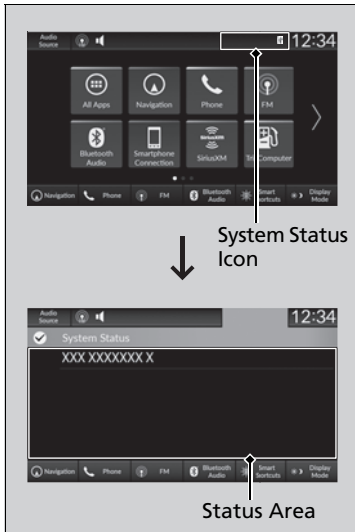 Audio Source
12:34
All Apps
Navigation
Phone
FM
Bluetooth Audio
Smartphone Connection
SiriusXM
SiriusXM
Tri Computer
Navigation
Phone
FM
Bluetooth Audio
Smart Shortcuts
Display Mode
System Status
Icon
Audio Source
12:34
System Status
XXX XXXXXXX X
Navigation
Phone
FM
Bluetooth Audio
Smart Shortcuts
Display Mode
Status Area